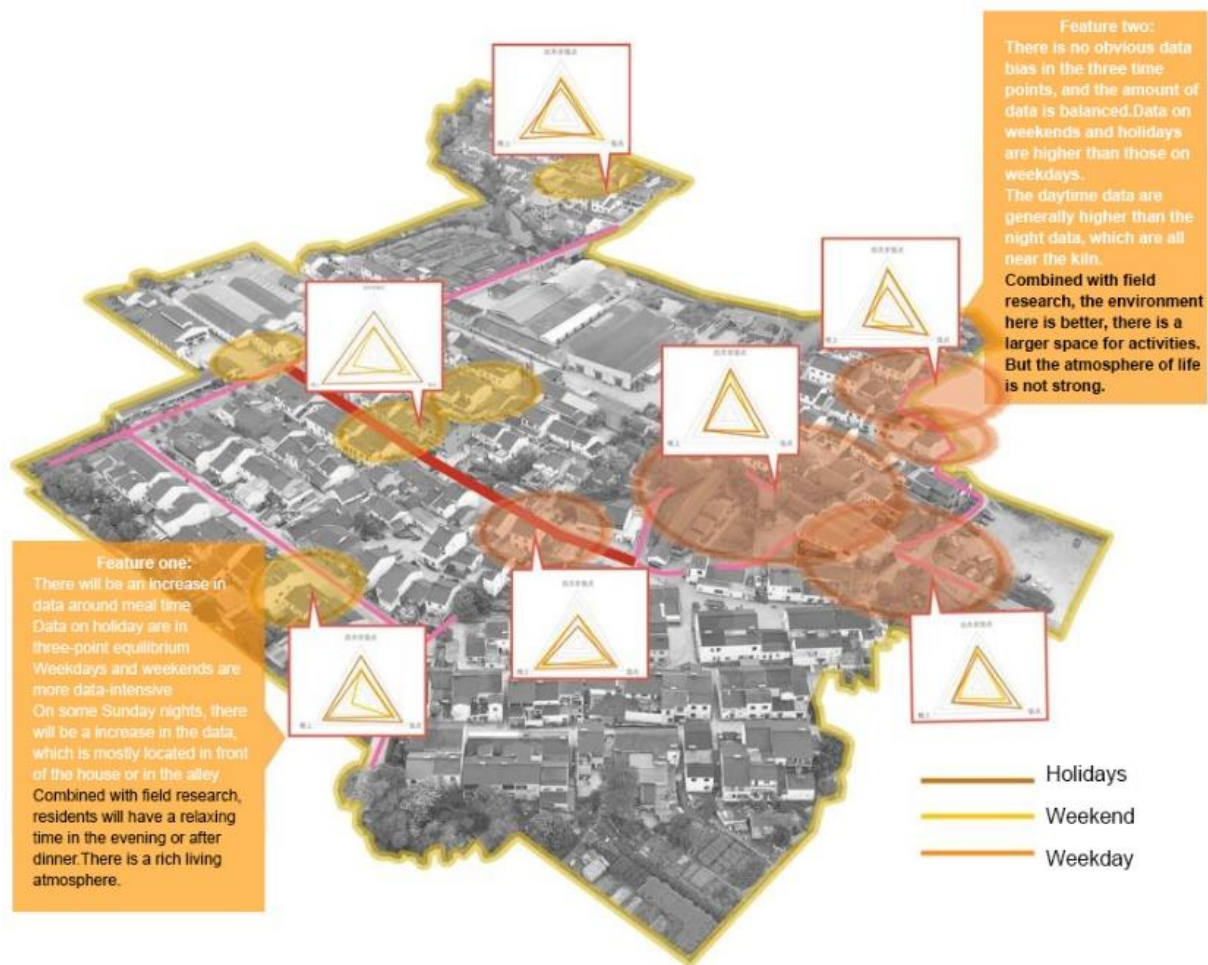 Feature two:
There is no obvious data
bias in the three time
points, and the amount of
data is balanced.Data on
weekends and holidays
are higher than those on
weekdays.
The daytime data are
generally higher than the
night data, which are all
near the kiln.
Combined with field
research, the environment
here is better, there is a
larger space for activities.
But the atmosphere of life
is not strong.
Feature one:
There will be an increase in
data around meal time
Data on holiday are in
three-point equilibrium
Weekdays and weekends are
more data-intensive
On some Sunday nights, there
will be a increase in the data,
which is mostly located in front
of the house or in the alley,
Combined with field research,
residents will have a relaxing
time in the evening or after
dinner.There is a rich living
atmosphere.
Holidays
Weekend
Weekday